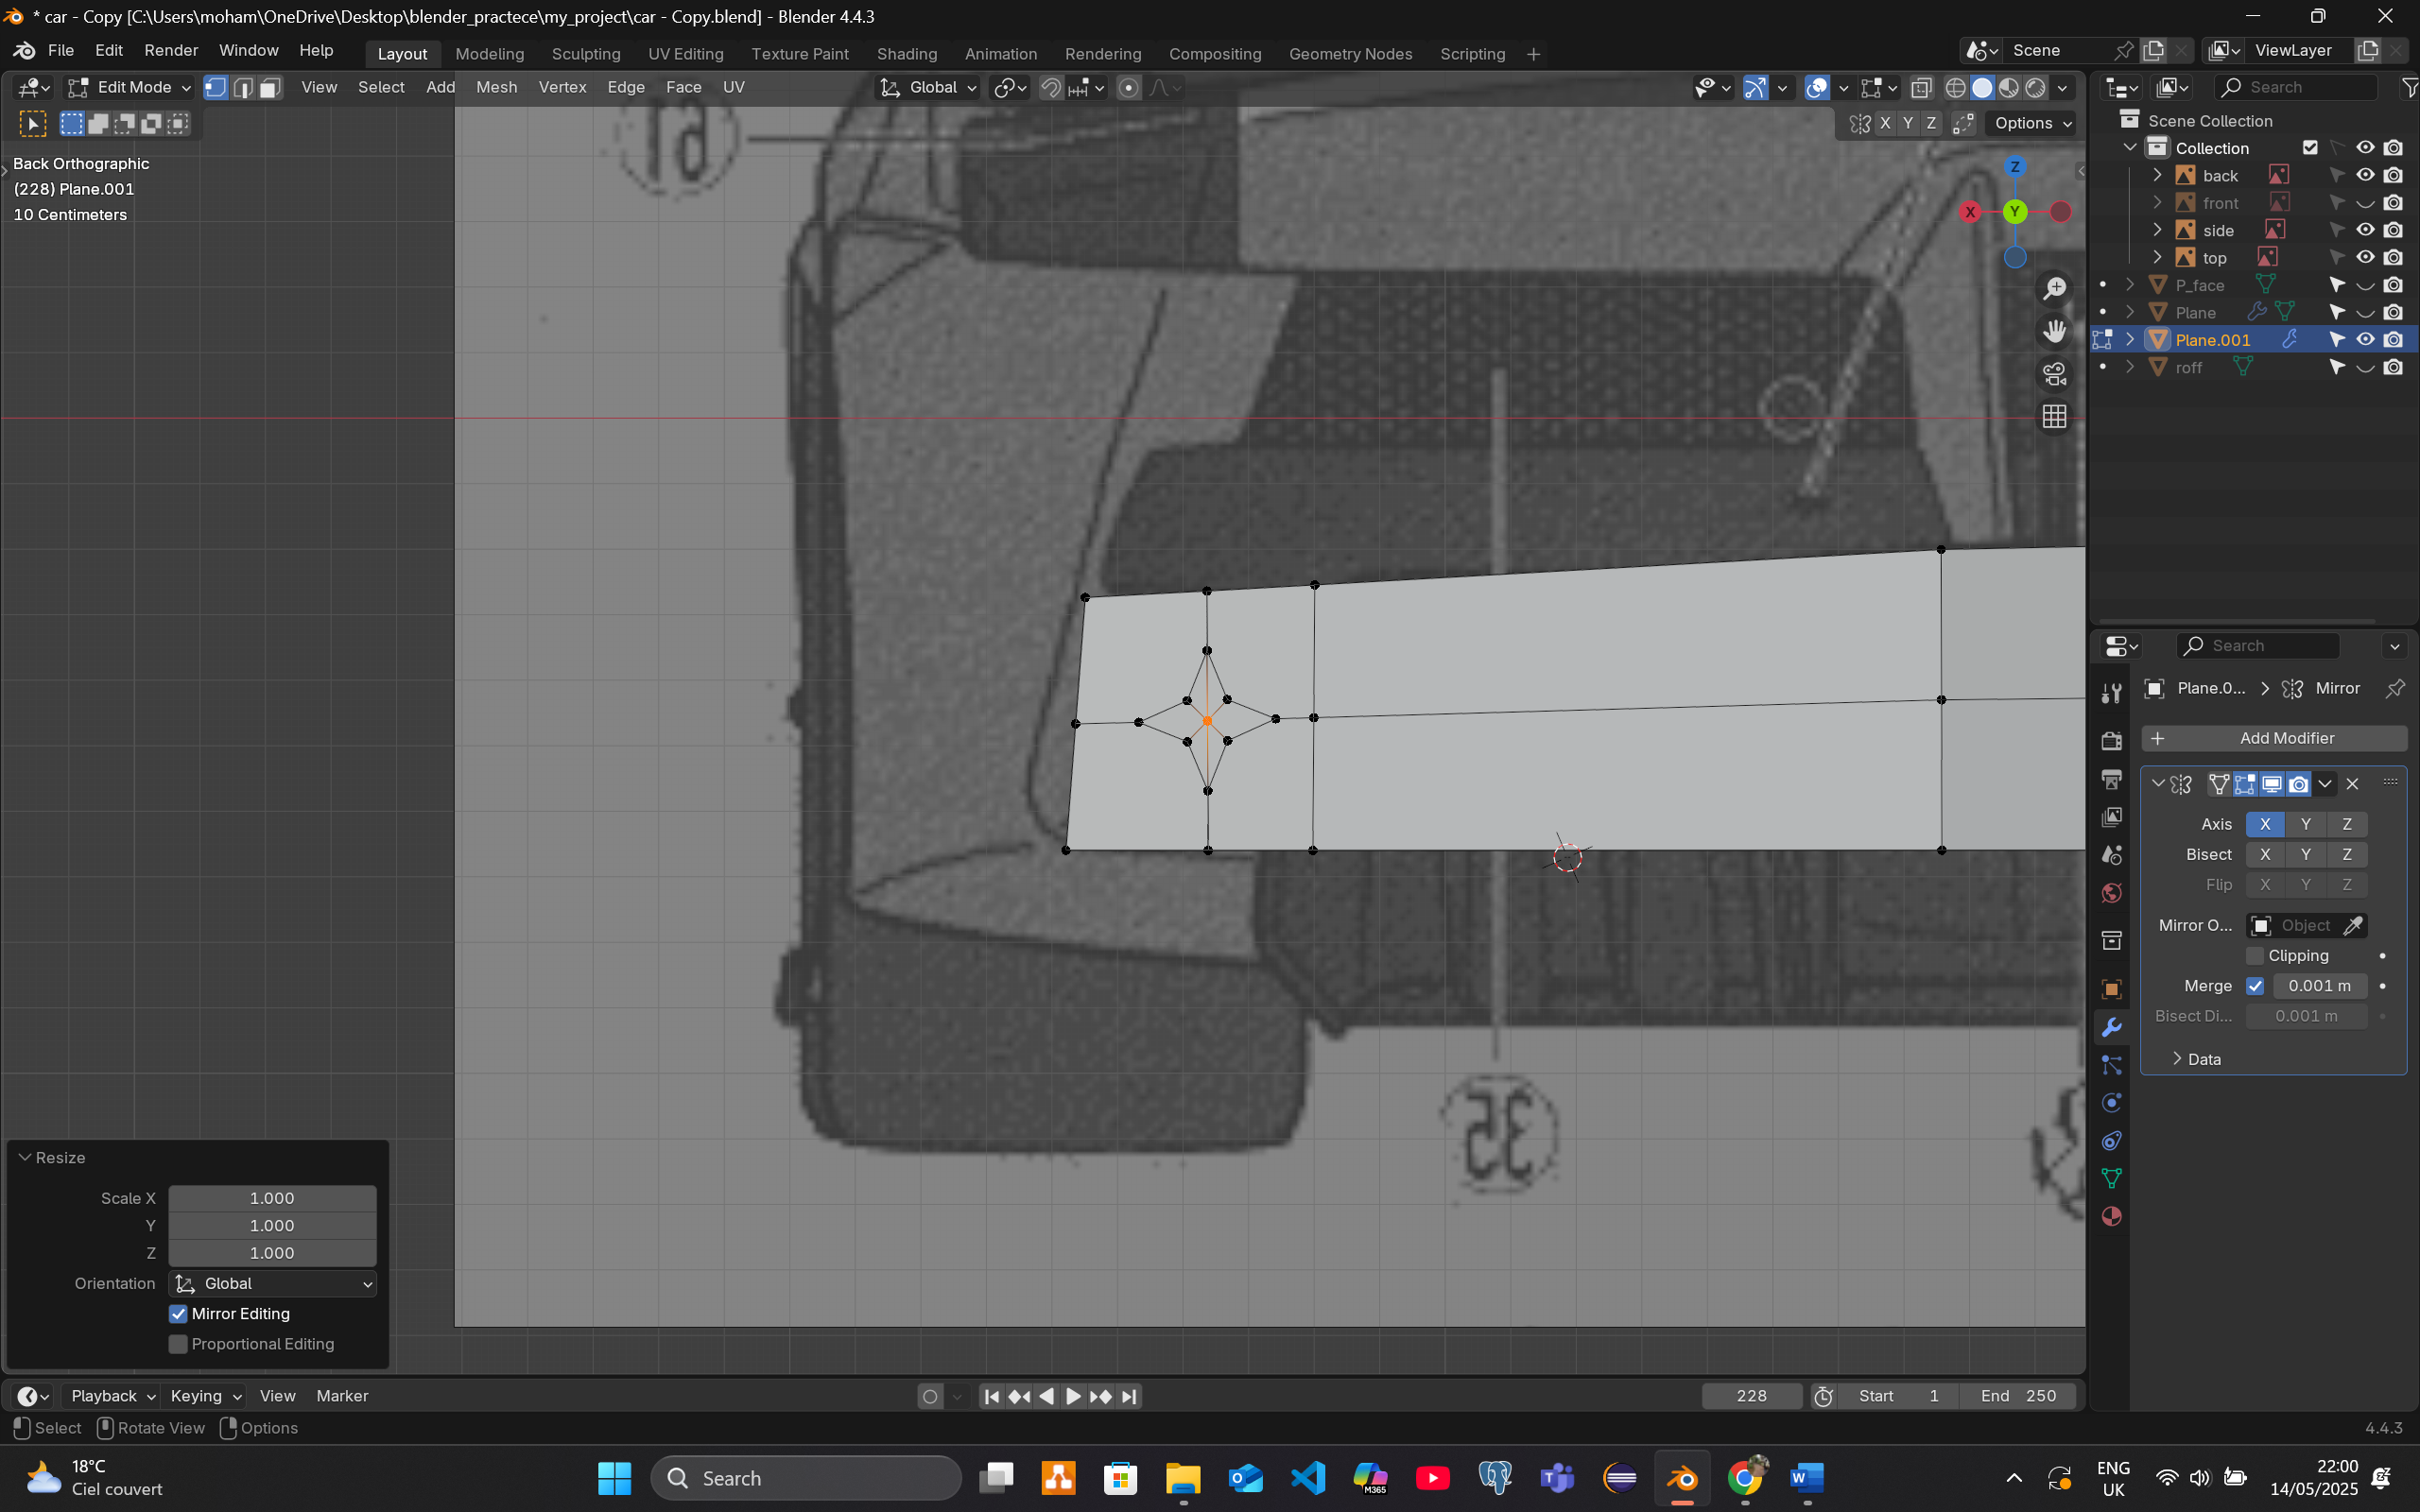 * car - Copy [C:\Users\moham\OneDrive\Desktop\blender_practece\my_project\car - Copy.blend] - Blender 4.4.3
File Edit Render Window Help
Layout Modeling Sculpting UV Editing Texture Paint Shading Animation Rendering Compositing Geometry Nodes Scripting +
Scene
ViewLayer
Edit Mode
View Select Add Mesh Vertex Edge Face UV
Global
Search
X Y Z
Options
Back Orthographic
(228) Plane.001
10 Centimeters
Z
X
Y
Scene Collection
Collection
back
front
side
top
P_face
Plane
Plane.001
roff
Search
Plane.0... > Mirror
+ Add Modifier
Axis X Y Z
Bisect X Y Z
Flip X Y Z
Mirror O... Object
Clipping
Merge 0.001 m
Bisect Di... 0.001 m
Data
Resize
Scale X 1.000
Y 1.000
Z 1.000
Orientation Global
Mirror Editing
Proportional Editing
Playback Keying View Marker
228
Start 1
End 250
Select Rotate View Options
4.4.3
18°C
Ciel couvert
Search
M365
ENG
UK
22:00
14/05/2025